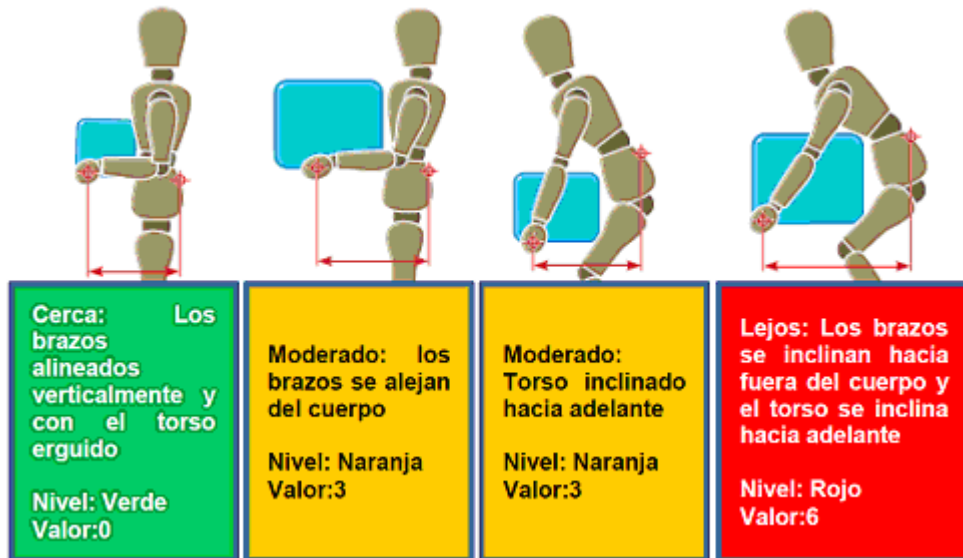 Cerca: Los
brazos
alineados
verticalmente y
con el torso
erguido
Nivel: Verde
Valor:0
Moderado: los
brazos se alejan
del cuerpo
Nivel: Naranja
Valor:3
Moderado:
Torso inclinado
hacia adelante
Nivel: Naranja
Valor:3
Lejos: Los brazos
se inclinan hacia
fuera del cuerpo y
el torso se inclina
hacia adelante
Nivel: Rojo
Valor:6